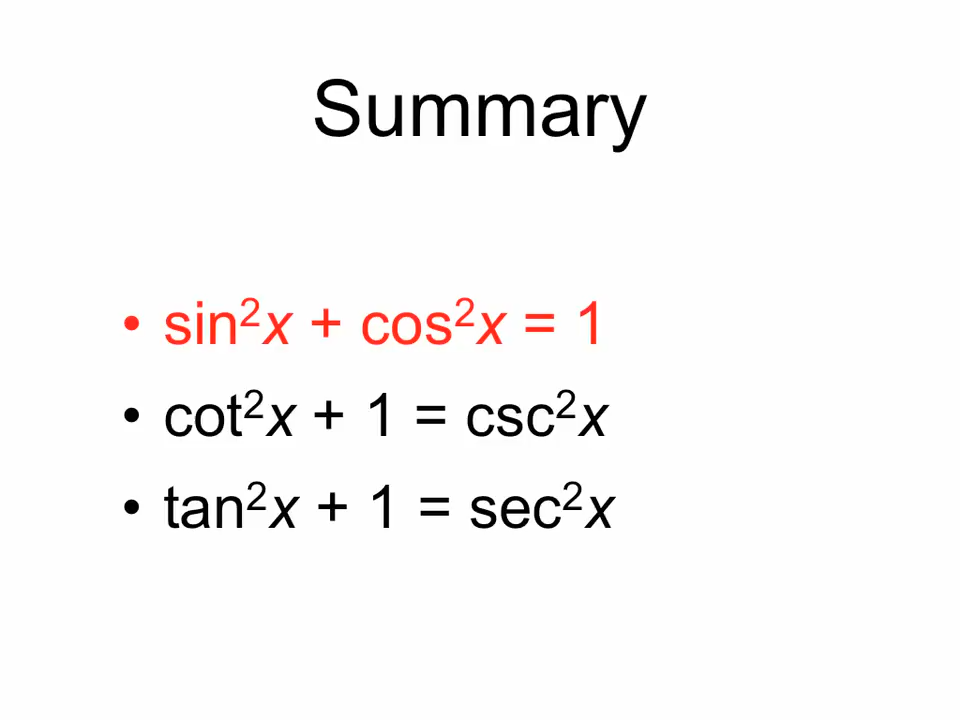 Summary
• sin²x + cos²x = 1
• cot²x + 1 = csc²x
• tan²x + 1 = sec²x